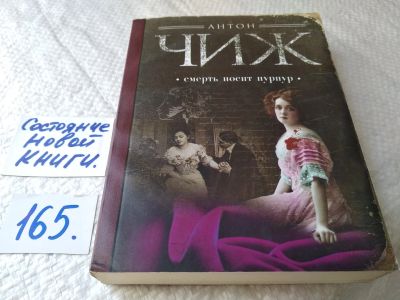 АНТОН
ЧИЖ
• смерть носит пурпур •
Состояние
Новой
КНИГИ.
165.